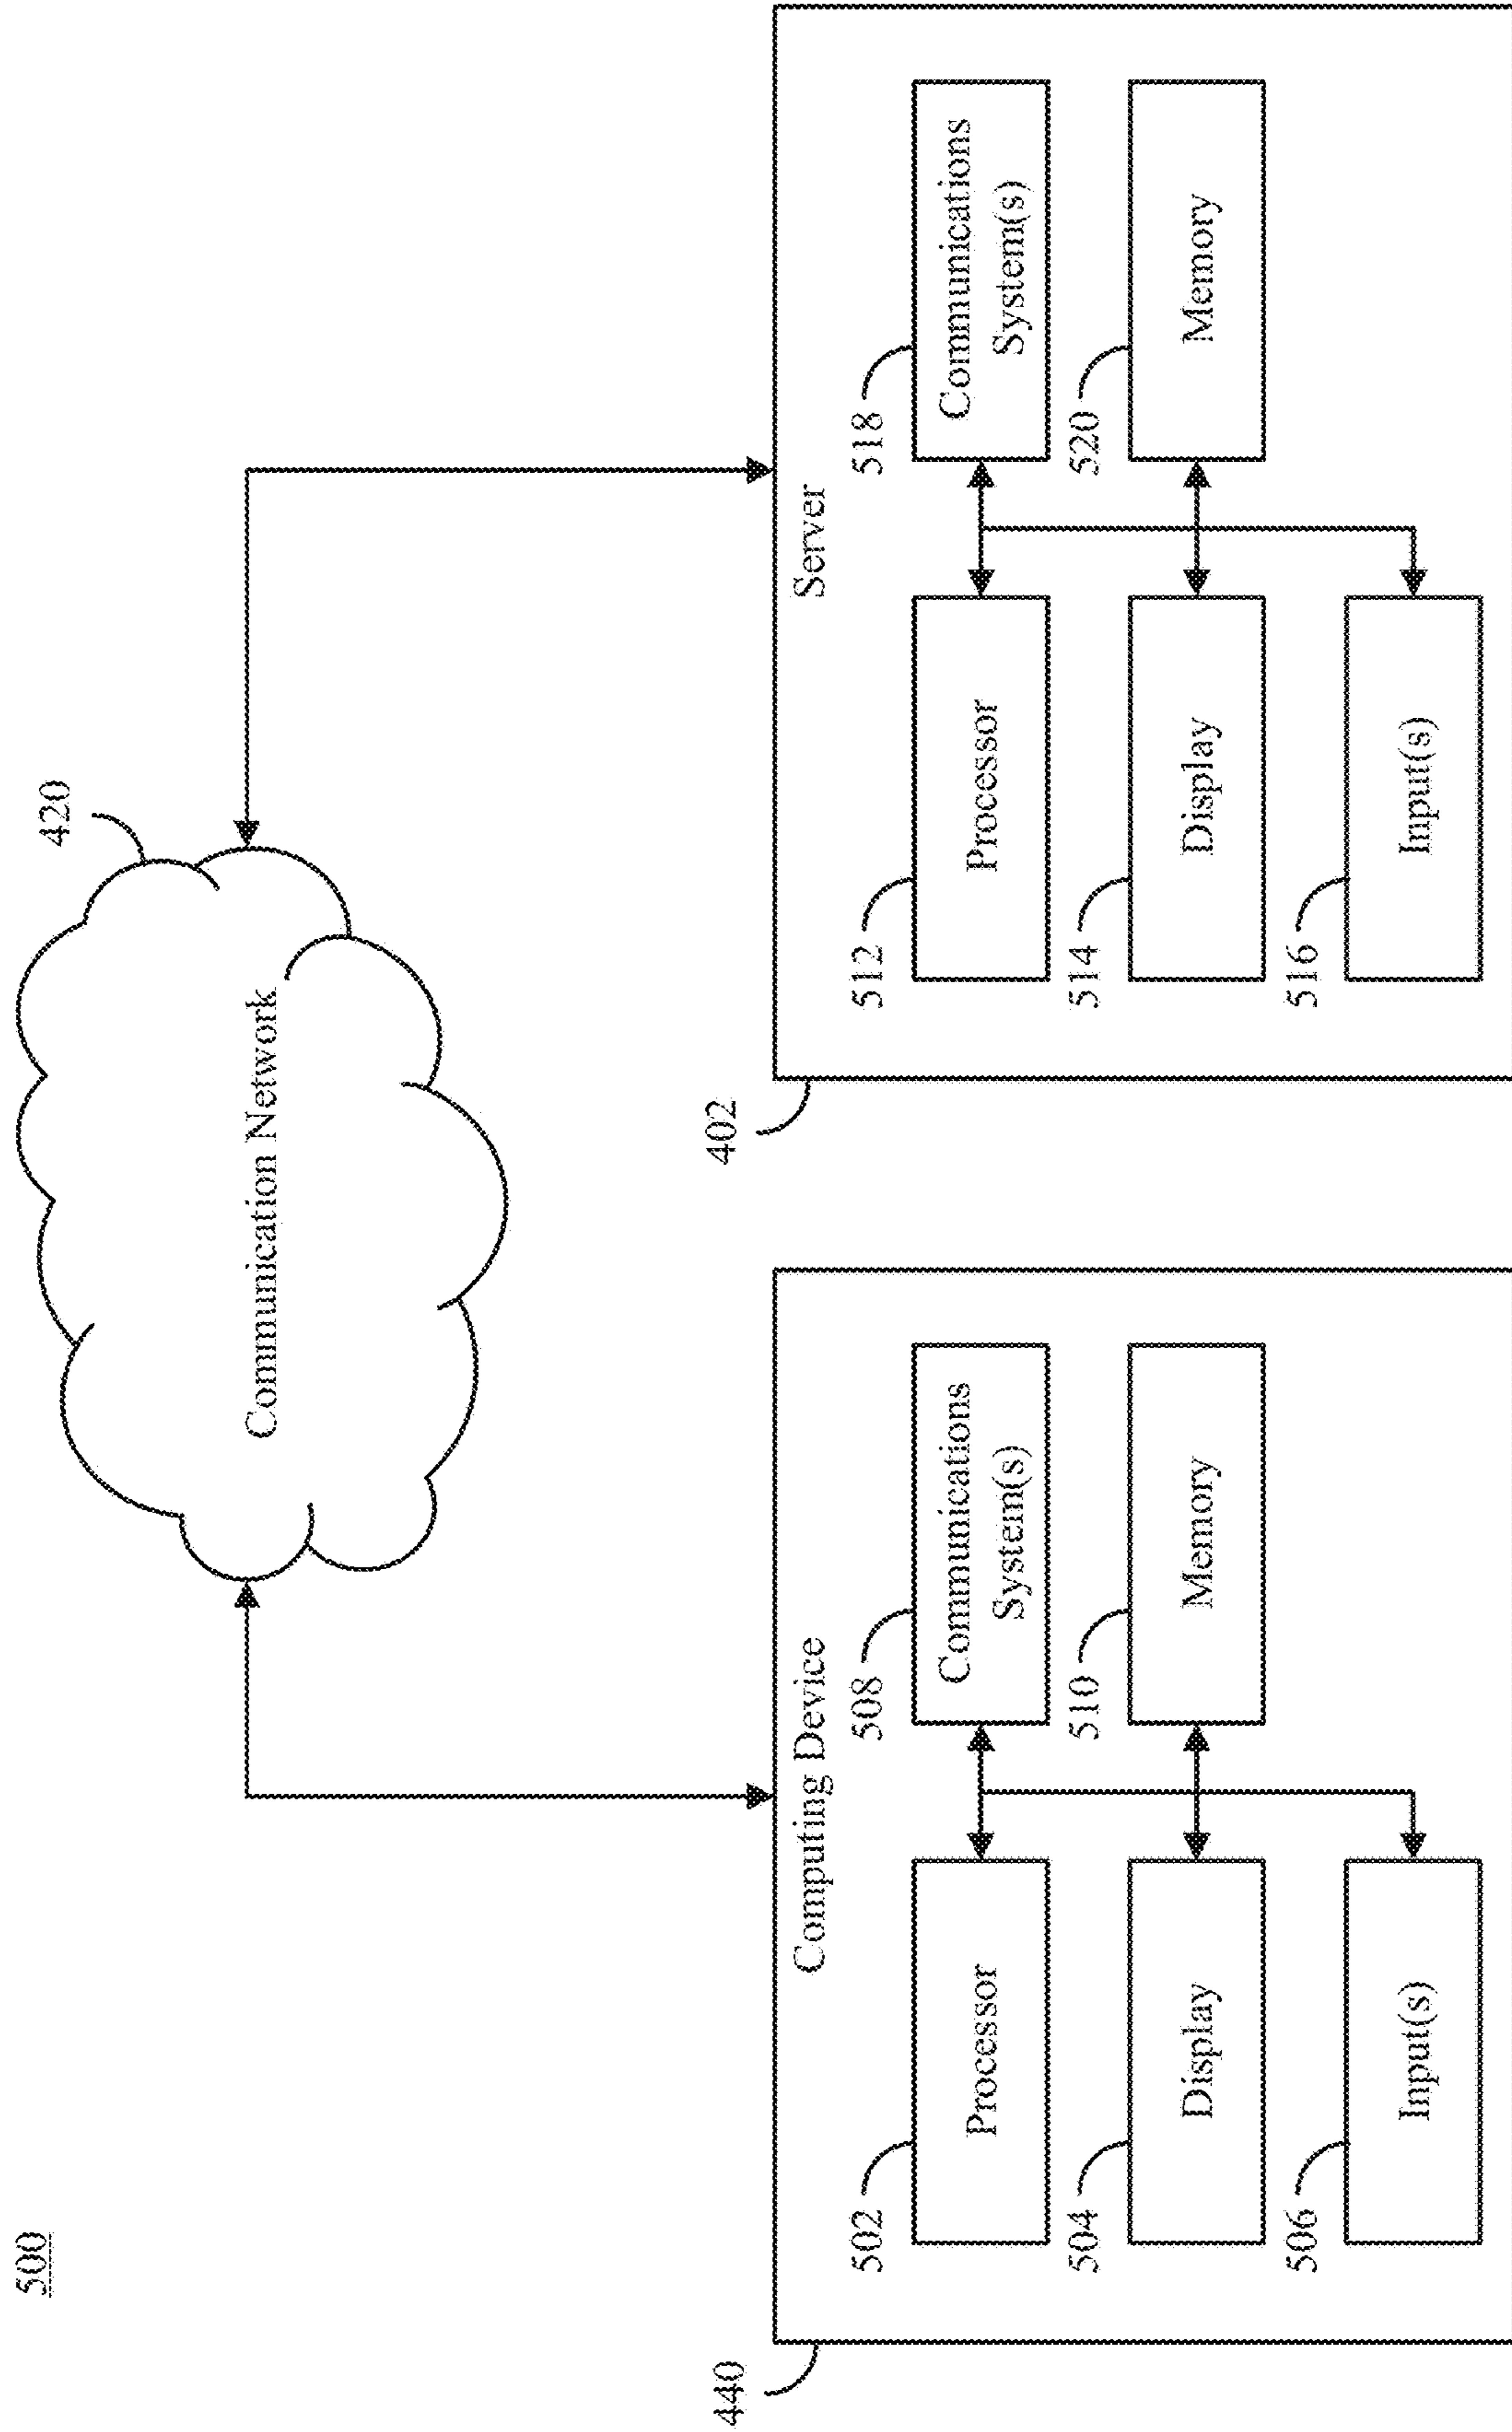 500
420
Communication Network
440
Computing Device
502
Processor
508
Communications
System(s)
504
Display
510
Memory
506
Input(s)
402
Server
512
Processor
518
Communications
System(s)
514
Display
520
Memory
516
Input(s)